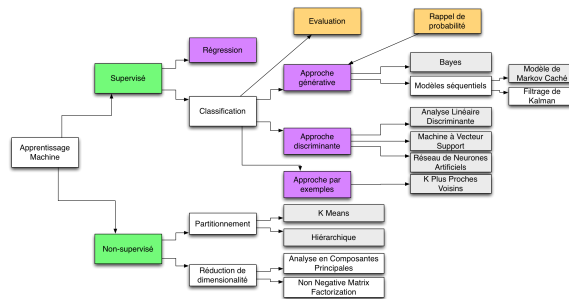 Evaluation
Rappel de
probabilité
Régression
Supervisé
Approche
générative
Bayes
Modèles séquentiels
Modèle de
Markov Caché
Filtrage de
Kalman
Classification
Apprentissage
Machine
Approche
discriminante
Analyse Linéaire
Discriminante
Machine à Vecteur
Support
Réseau de Neurones
Artificiels
Approche par
exemples
K Plus Proches
Voisins
Non-supervisé
Partitionnement
K Means
Hiérarchique
Réduction de
dimensionalité
Analyse en Composantes
Principales
Non Negative Matrix
Factorization